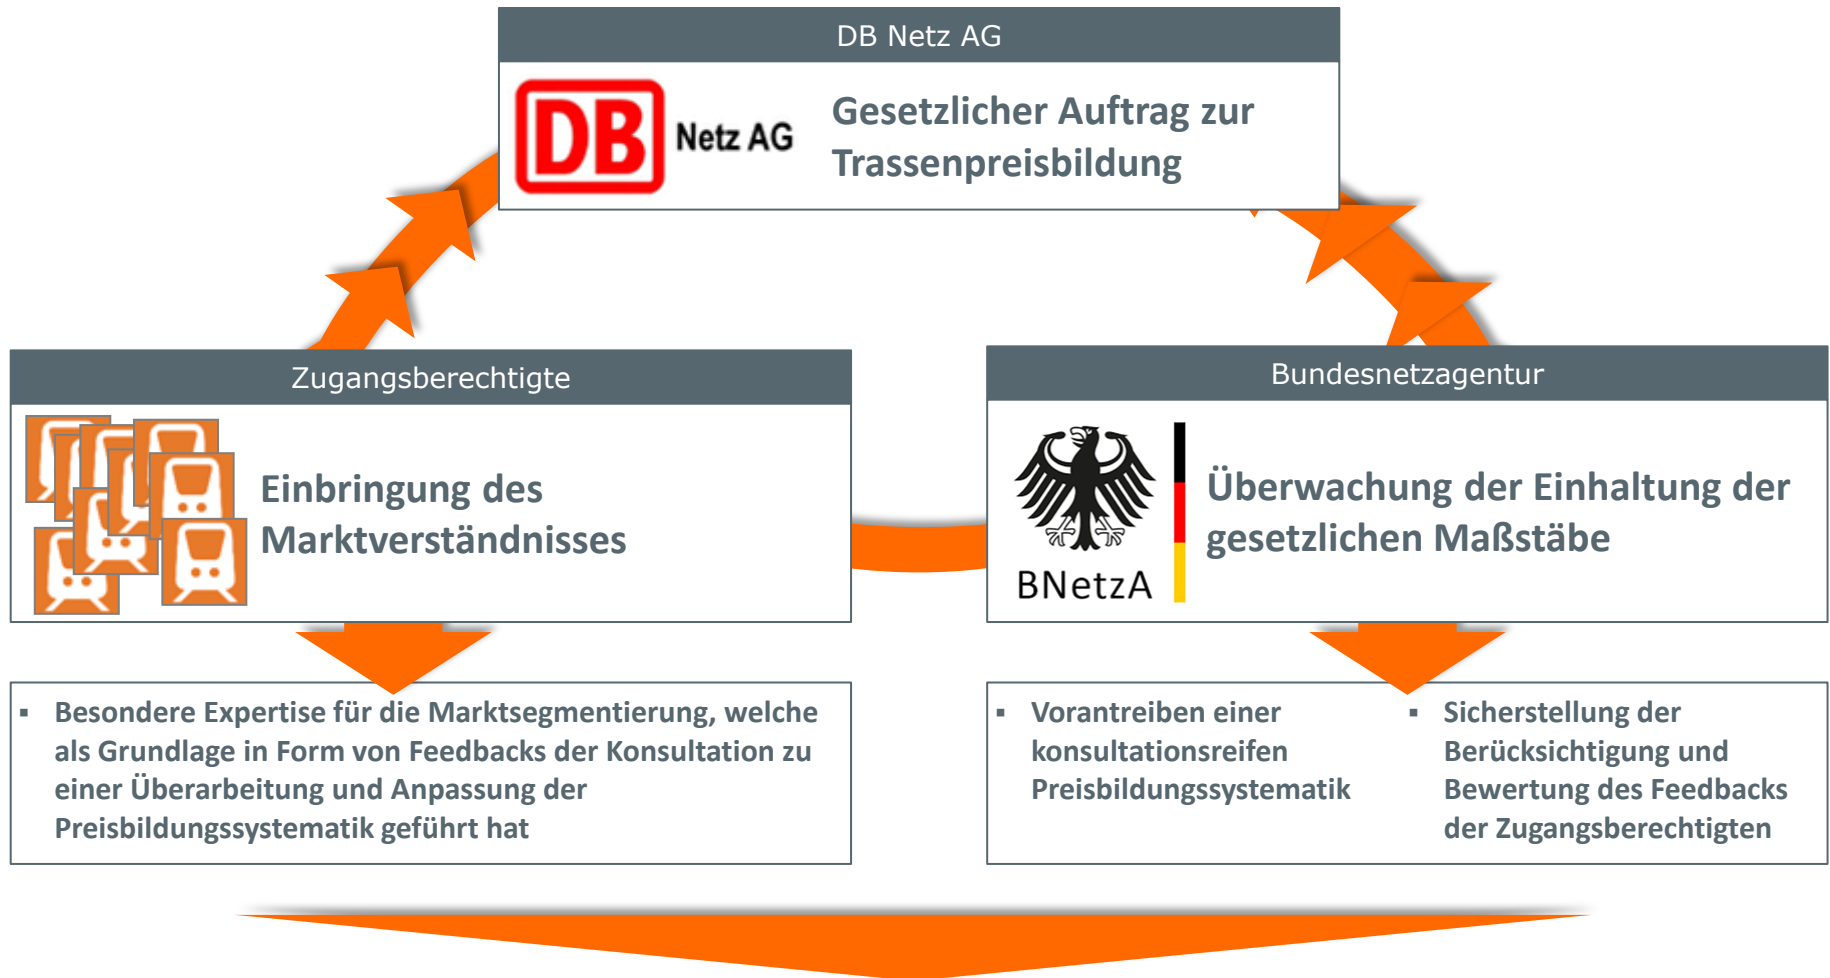 DB Netz AG
DB Netz AG
Gesetzlicher Auftrag zur
Trassenpreisbildung
Zugangsberechtigte
Einbringung des
Marktverständnisses
Bundesnetzagentur
BNetzA
Überwachung der Einhaltung der
gesetzlichen Maßstäbe
▪ Besondere Expertise für die Marktsegmentierung, welche
als Grundlage in Form von Feedbacks der Konsultation zu
einer Überarbeitung und Anpassung der
Preisbildungssystematik geführt hat
▪ Vorantreiben einer
konsultationsreifen
Preisbildungssystematik
▪ Sicherstellung der
Berücksichtigung und
Bewertung des Feedbacks
der Zugangsberechtigten